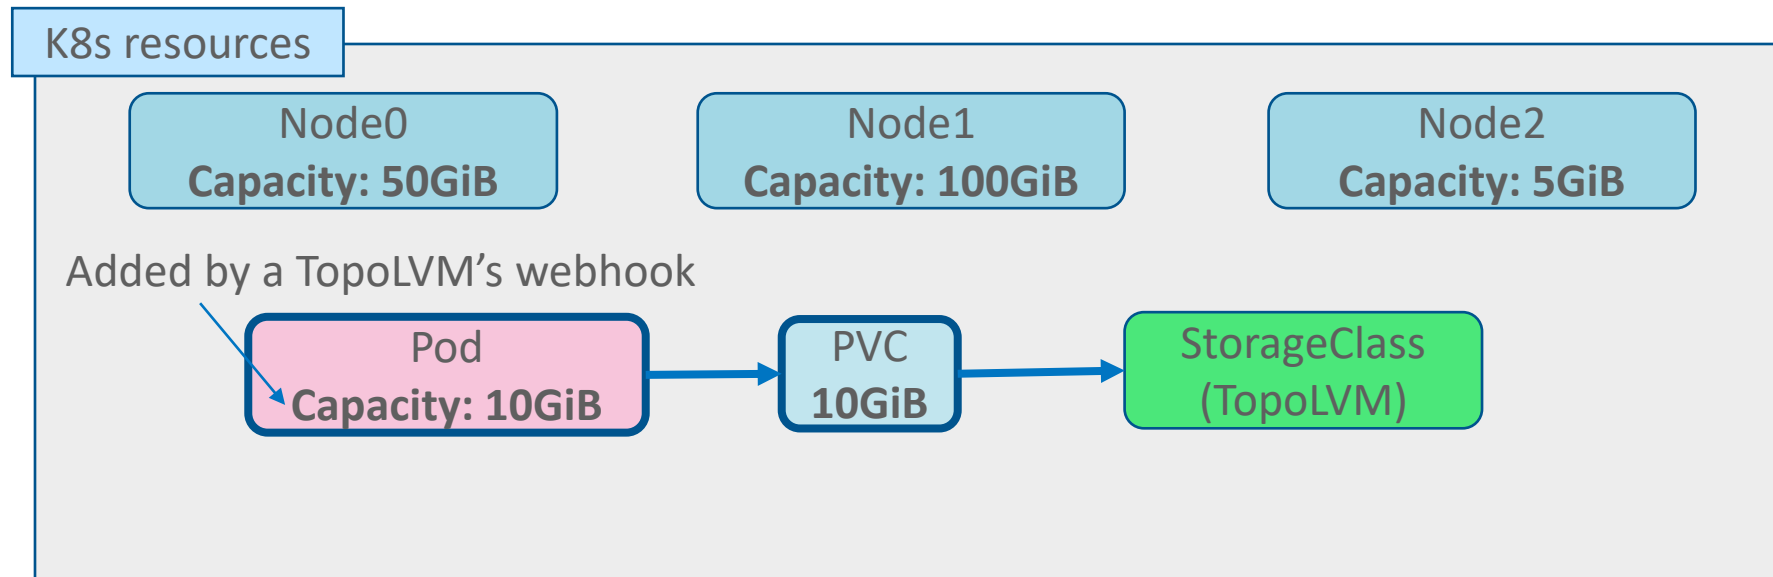 K8s resources
Node0
Capacity: 50GiB
Node1
Capacity: 100GiB
Node2
Capacity: 5GiB
Added by a TopoLVM’s webhook
Pod
Capacity: 10GiB
PVC
10GiB
StorageClass
(TopoLVM)